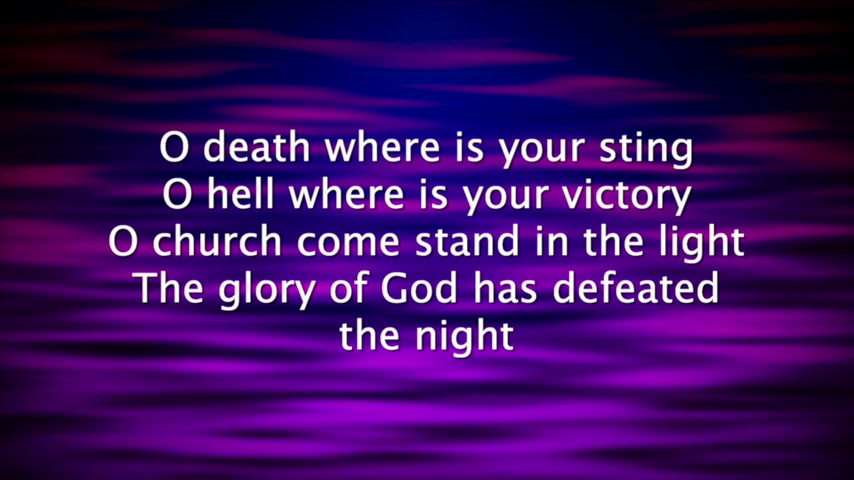 O death where is your sting
O hell where is your victory
O church come stand in the light
The glory of God has defeated
the night